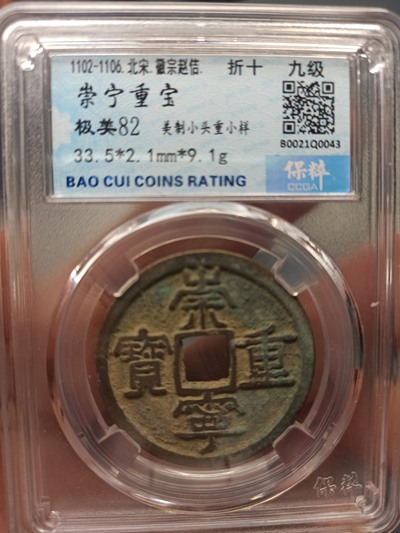 1102-1106.北宋.徽宗赵佶. 折十 九级
崇宁重宝
极美82 美制小头重小样
33.5*2.1mm*9.1g
BAO CUI COINS RATING
B0021Q0043
保粹
CCGA
崇
寶 重
寧
保粹